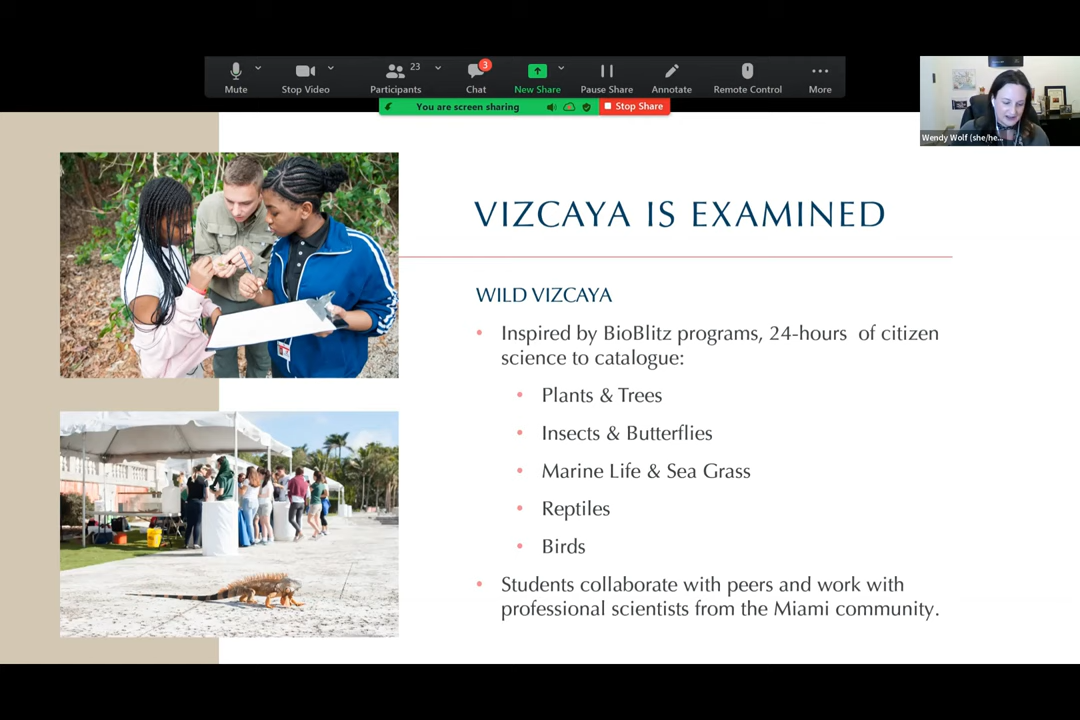 Mute
Stop Video
Participants
23
Chat
3
New Share
Pause Share
Annotate
Remote Control
More
You are screen sharing
Stop Share
Wendy Wolf (she/he...
VIZCAYA IS EXAMINED
WILD VIZCAYA
• Inspired by BioBlitz programs, 24-hours of citizen
science to catalogue:
• Plants & Trees
• Insects & Butterflies
• Marine Life & Sea Grass
• Reptiles
• Birds
• Students collaborate with peers and work with
professional scientists from the Miami community.